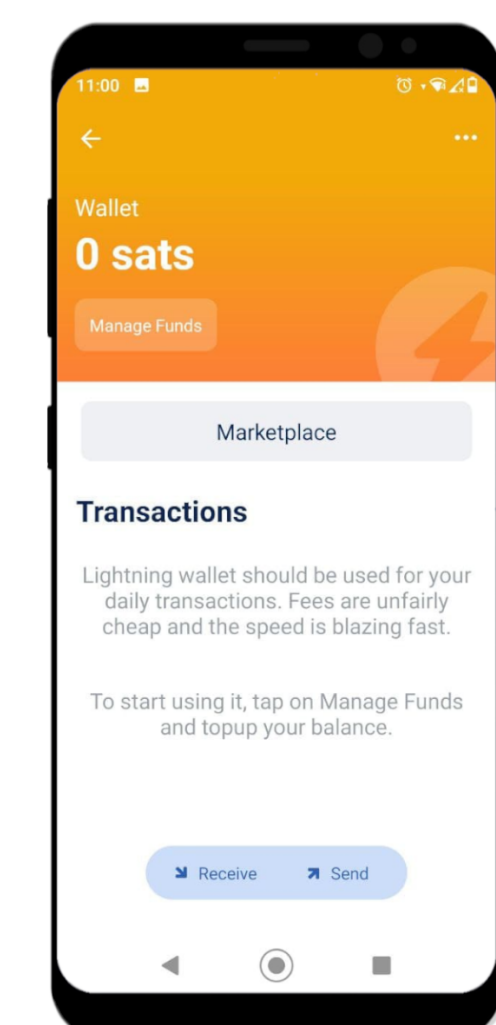 11:00
Wallet
0 sats
Manage Funds
Marketplace
Transactions
Lightning wallet should be used for your
daily transactions. Fees are unfairly
cheap and the speed is blazing fast.
To start using it, tap on Manage Funds
and topup your balance.
Receive
Send